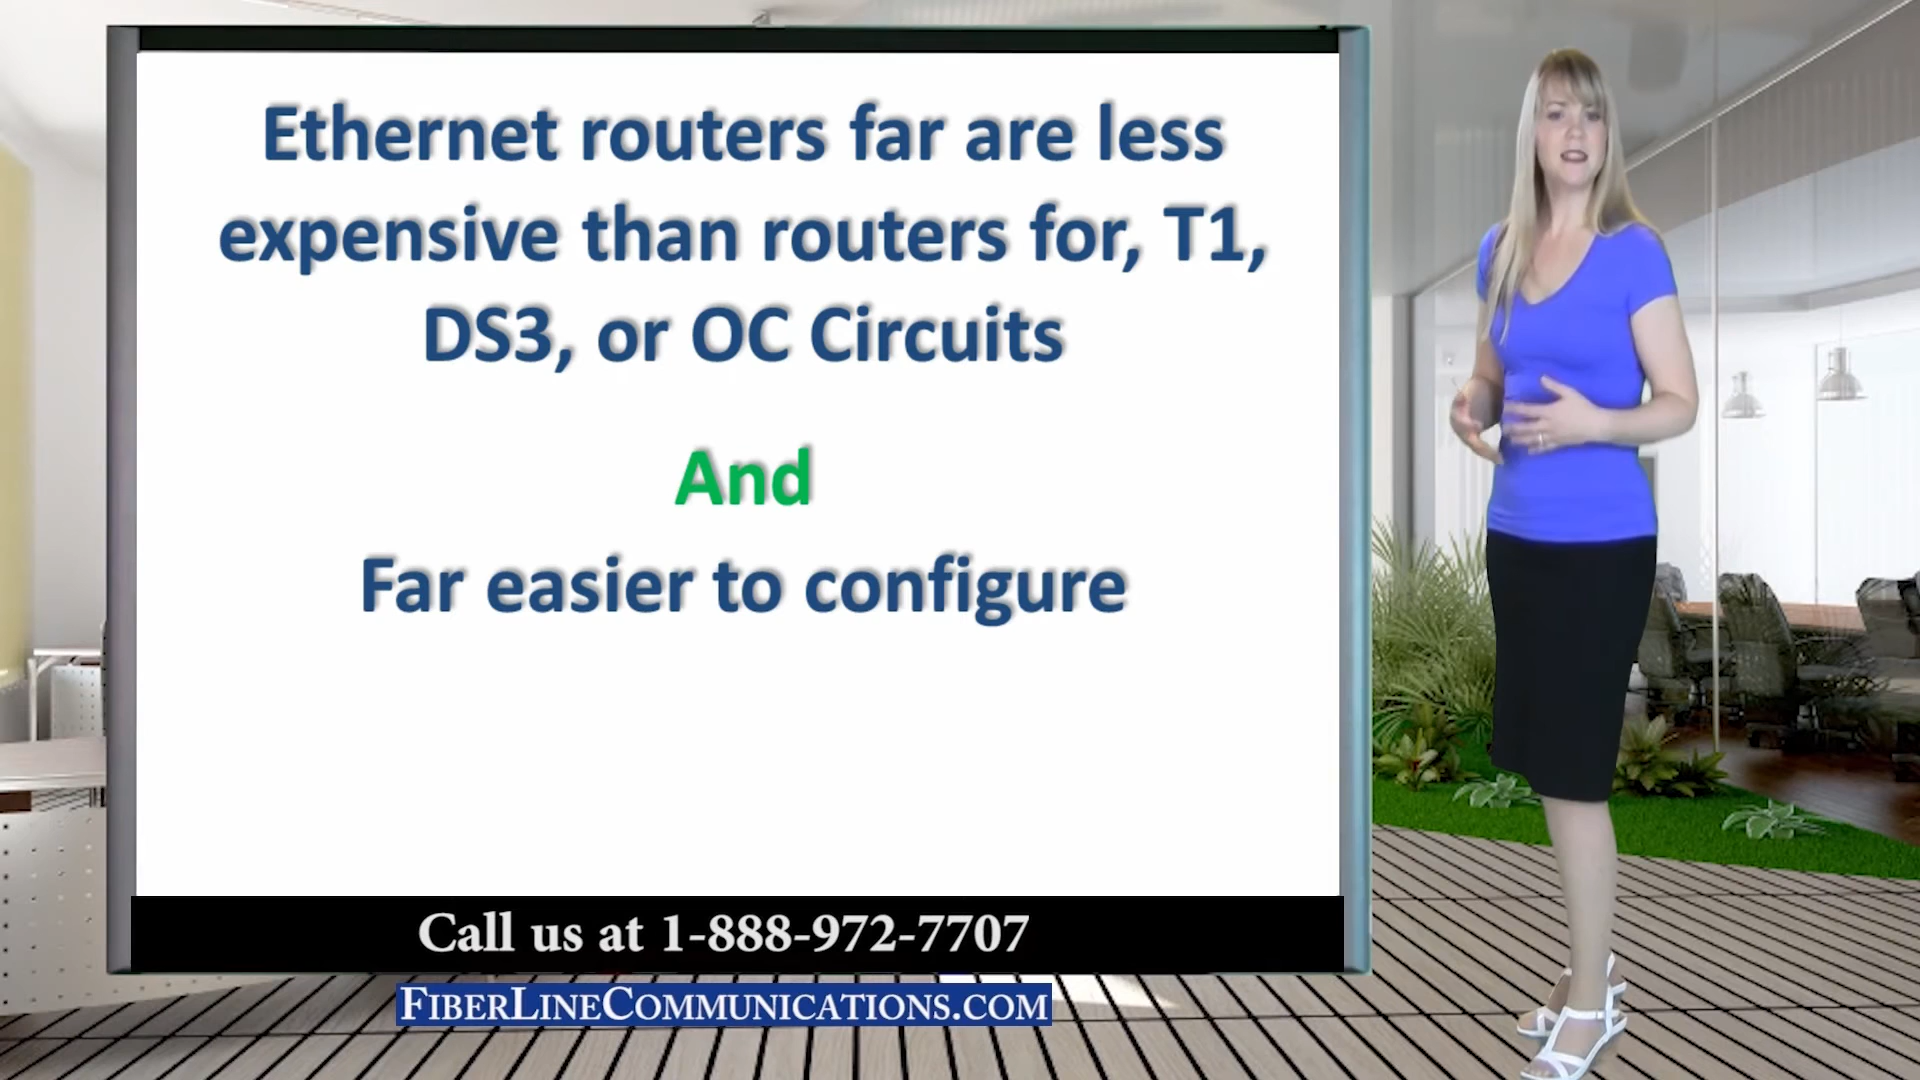 Ethernet routers far are less
expensive than routers for, T1,
DS3, or OC Circuits
And
Far easier to configure
Call us at 1-888-972-7707
FiberLineCommunications.com